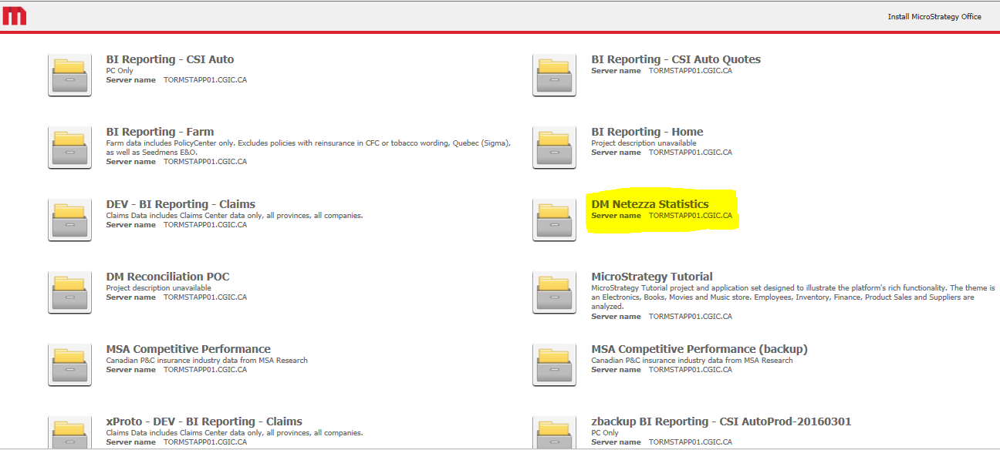 Install MicroStrategy Office
BI Reporting - CSI Auto
PC Only
Server name TORMSTAPP01.CGIC.CA
BI Reporting - CSI Auto Quotes
Server name TORMSTAPP01.CGIC.CA
BI Reporting - Farm
Farm data includes PolicyCenter only. Excludes policies with reinsurance in CFC or tobacco wording, Quebec (Sigma),
as well as Seedmens E&O.
Server name TORMSTAPP01.CGIC.CA
BI Reporting - Home
Project description unavailable
Server name TORMSTAPP01.CGIC.CA
DEV - BI Reporting - Claims
Claims Data includes Claims Center data only, all provinces, all companies.
Server name TORMSTAPP01.CGIC.CA
DM Netezza Statistics
Server name TORMSTAPP01.CGIC.CA
DM Reconciliation POC
Project description unavailable
Server name TORMSTAPP01.CGIC.CA
MicroStrategy Tutorial
MicroStrategy Tutorial project and application set designed to illustrate the platform's rich functionality. The theme is
an Electronics, Books, Movies and Music store. Employees, Inventory, Finance, Product Sales and Suppliers are
analyzed.
Server name TORMSTAPP01.CGIC.CA
MSA Competitive Performance
Canadian P&C insurance industry data from MSA Research
Server name TORMSTAPP01.CGIC.CA
MSA Competitive Performance (backup)
Canadian P&C insurance industry data from MSA Research
Server name TORMSTAPP01.CGIC.CA
xProto - DEV - BI Reporting - Claims
Claims Data includes Claims Center data only, all provinces, all companies.
Server name TORMSTAPP01.CGIC.CA
zbackup BI Reporting - CSI AutoProd-20160301
PC Only
Server name TORMSTAPP01.CGIC.CA